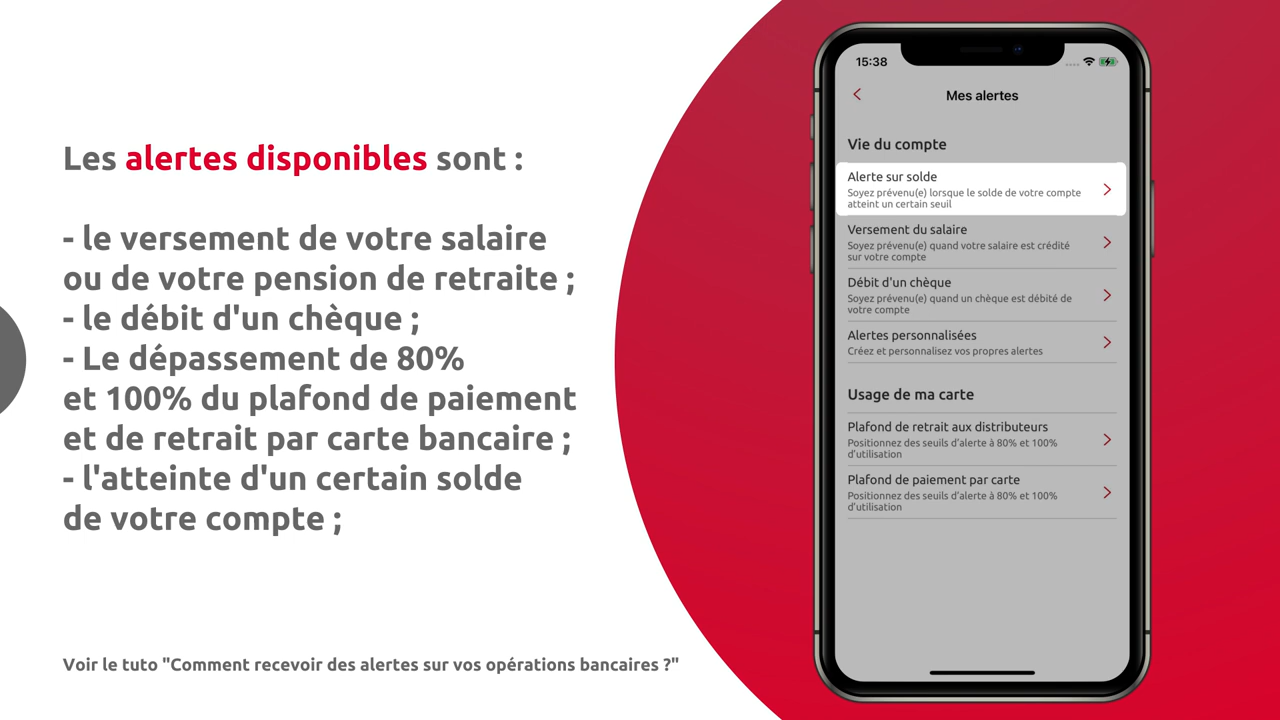 Les alertes disponibles sont :
- le versement de votre salaire
ou de votre pension de retraite ;
- le débit d'un chèque ;
- Le dépassement de 80%
et 100% du plafond de paiement
et de retrait par carte bancaire ;
- l'atteinte d'un certain solde
de votre compte ;
Voir le tuto "Comment recevoir des alertes sur vos opérations bancaires ?"
15:38
Mes alertes
Vie du compte
Alerte sur solde
Soyez prévenu(e) lorsque le solde de votre compte
atteint un certain seuil
Versement du salaire
Soyez prévenu(e) quand votre salaire est crédité
sur votre compte
Débit d'un chèque
Soyez prévenu(e) quand un chèque est débité de
votre compte
Alertes personnalisées
Créez et personnalisez vos propres alertes
Usage de ma carte
Plafond de retrait aux distributeurs
Positionnez des seuils d'alerte à 80% et 100%
d'utilisation
Plafond de paiement par carte
Positionnez des seuils d'alerte à 80% et 100%
d'utilisation